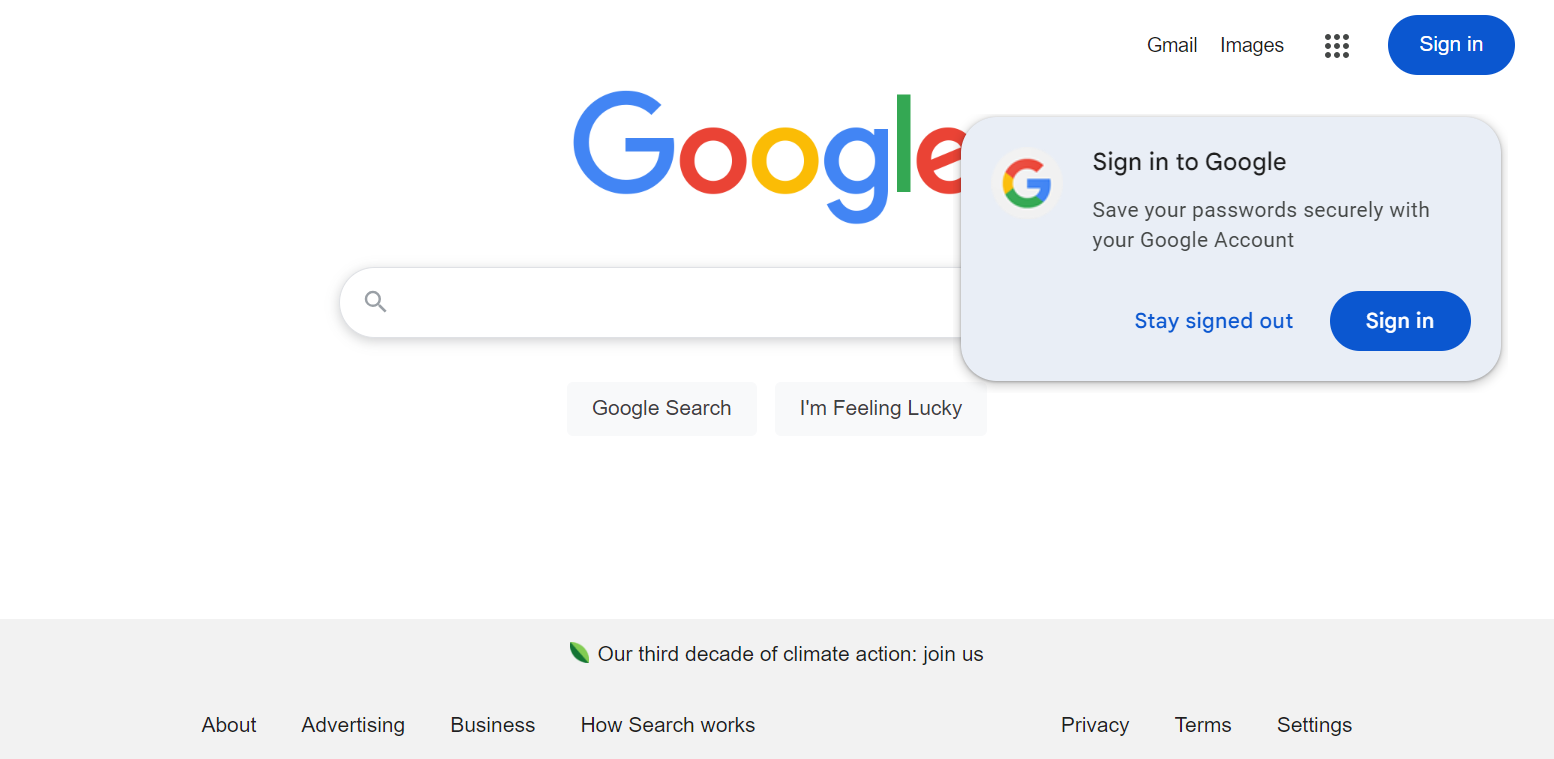 Gmail Images Sign in
Google
Sign in to Google
Save your passwords securely with
your Google Account
Stay signed out Sign in
Google Search I'm Feeling Lucky
Our third decade of climate action: join us
About Advertising Business How Search works Privacy Terms Settings